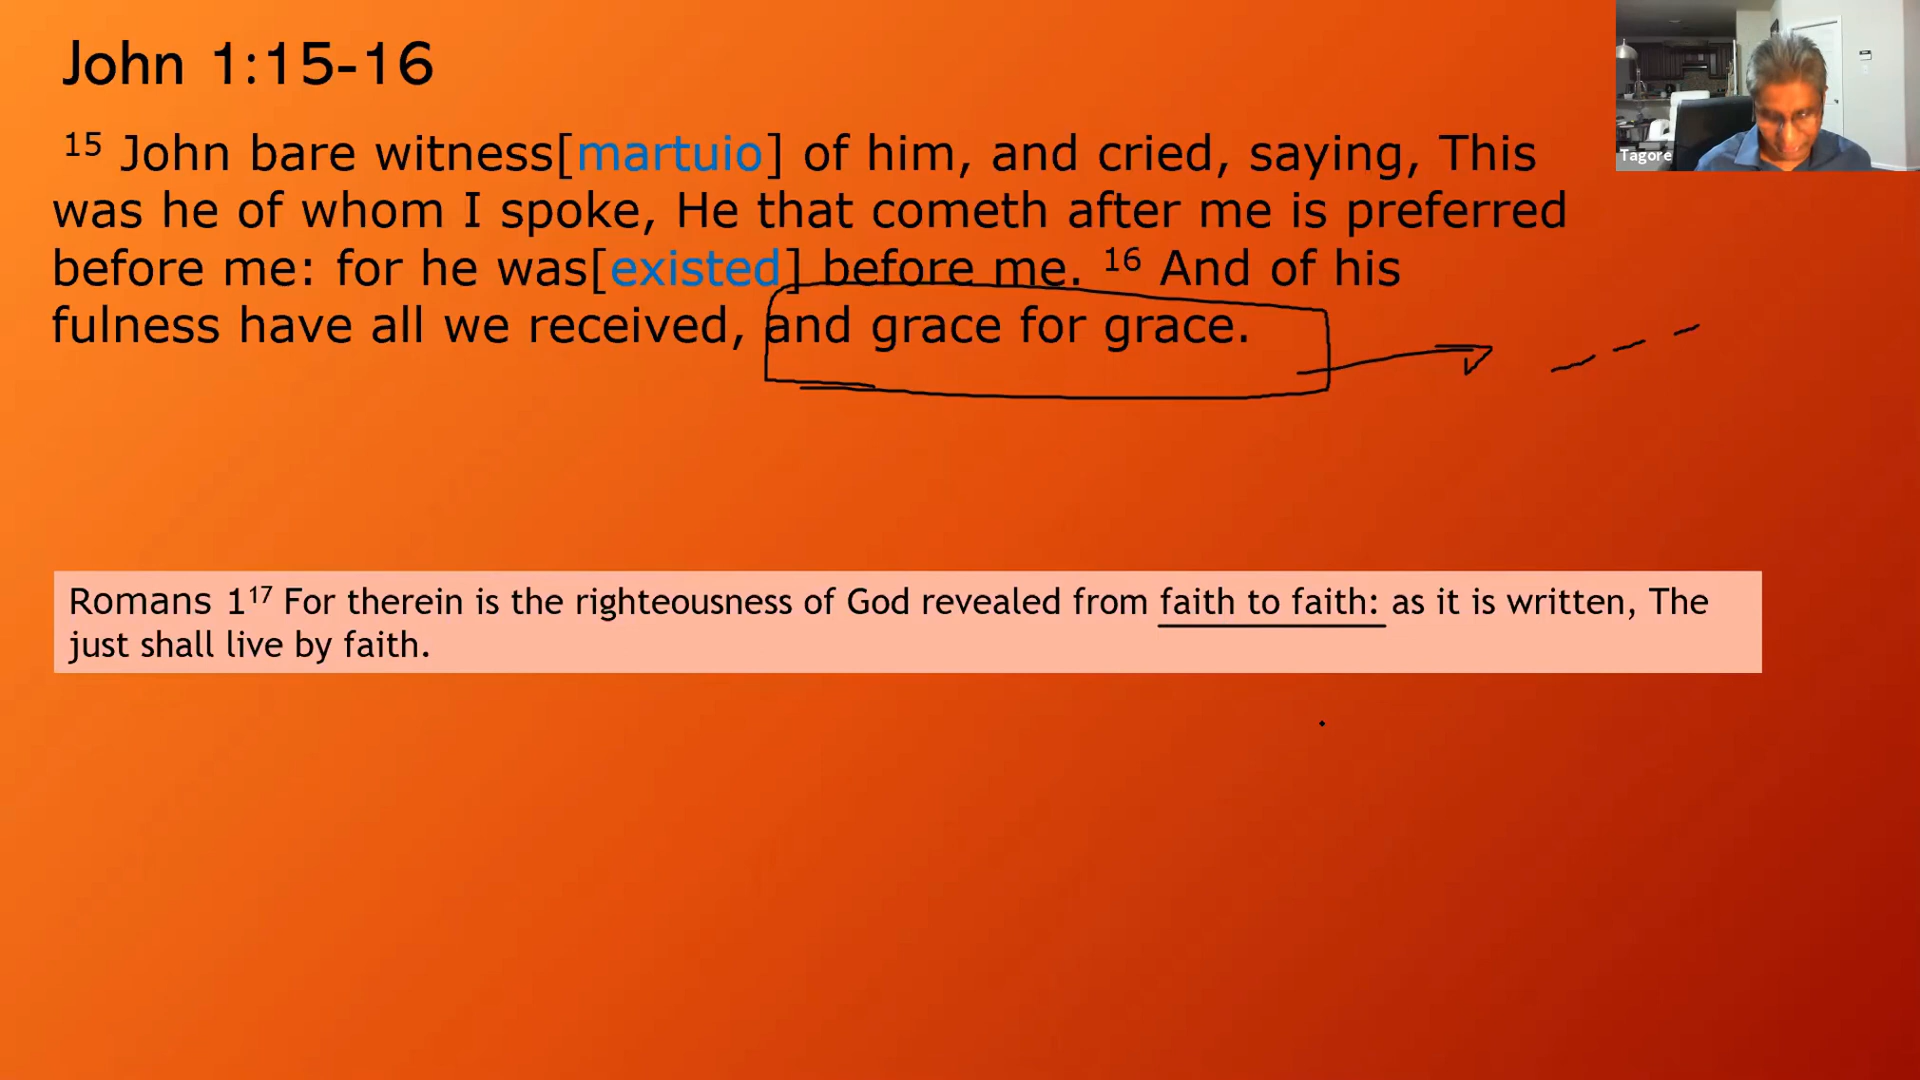 John 1:15-16
Tagore
15 John bare witness[martuio] of him, and cried, saying, This
was he of whom I spoke, He that cometh after me is preferred
before me: for he was[existed] before me. 16 And of his
fulness have all we received, and grace for grace.
Romans 1 17 For therein is the righteousness of God revealed from faith to faith: as it is written, The
just shall live by faith.